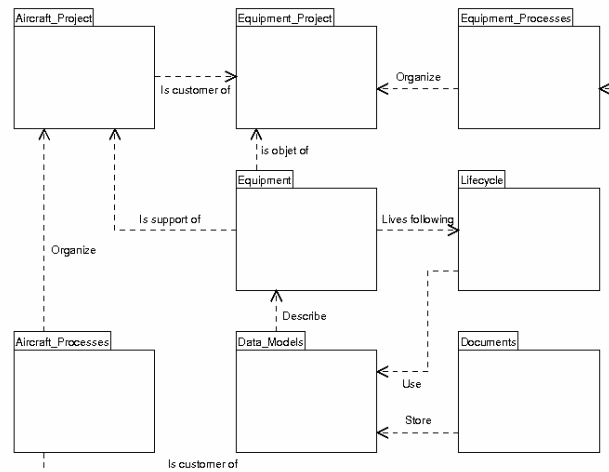 Aircraft_Project
Equipment_Project
Equipment_Processes
Is customer of
Organize
is objet of
Equipment
Lifecycle
Is support of
Lives following
Organize
Describe
Aircraft_Processes
Data_Models
Documents
Use
Store
Is customer of